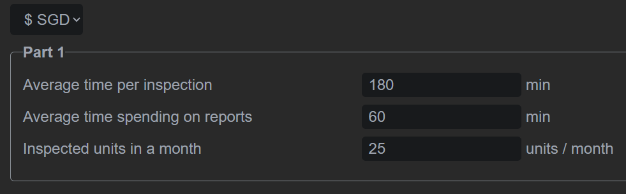 $ SGD
Part 1
Average time per inspection 180 min
Average time spending on reports 60 min
Inspected units in a month 25 units / month